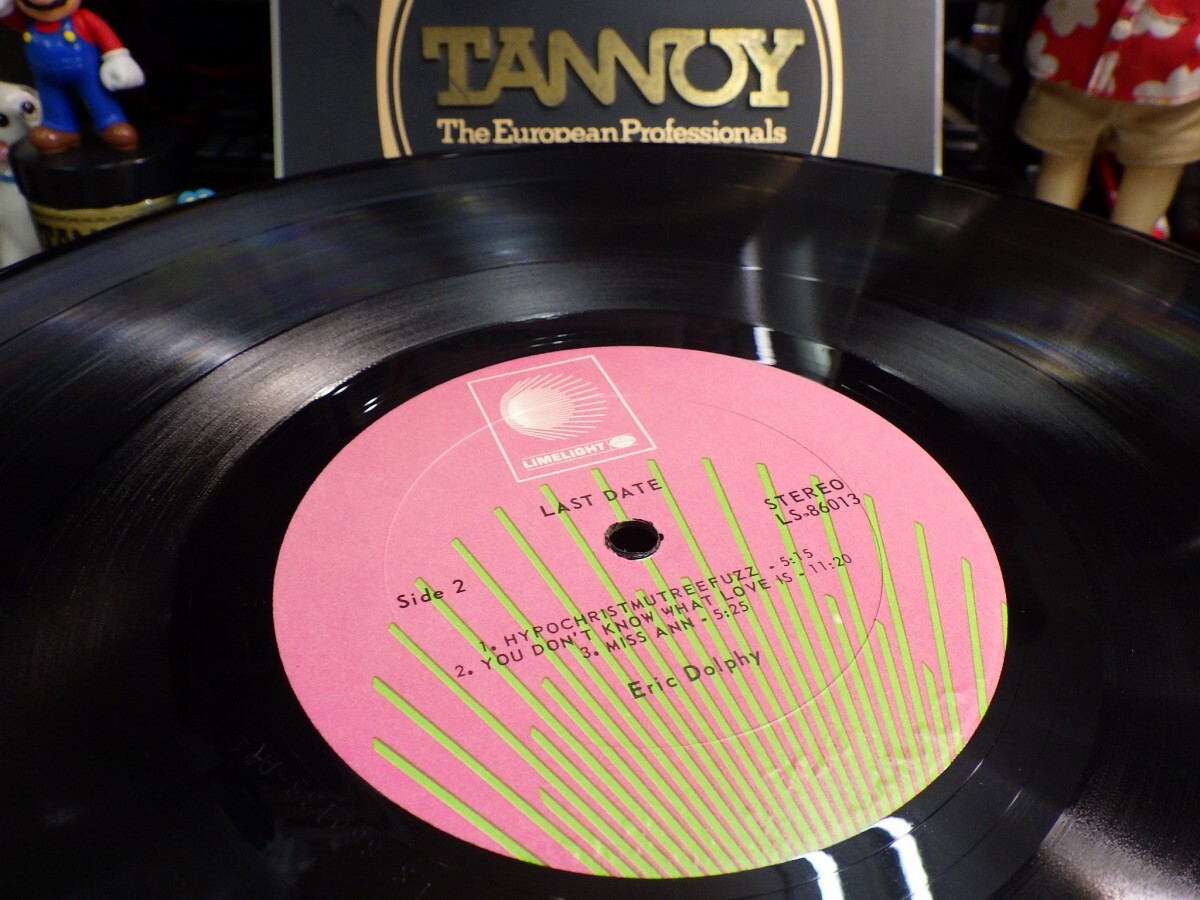 TANNOY
The European Professionals
TAN
LIMELIGHT
LAST DATE
STEREO
LS-86013
Side 2
1. HYPOCHRISTMUTREEFUZZ - 5:15
2. YOU DON'T KNOW WHAT LOVE IS - 11:20
3. MISS ANN - 5:25
Eric Dolphy